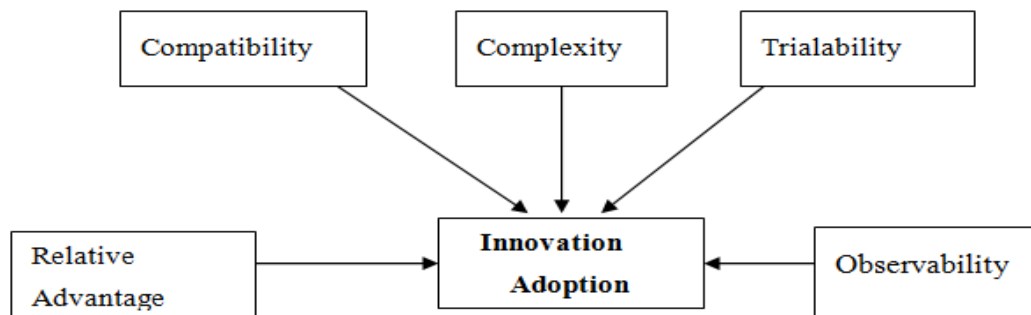 Compatibility
Complexity
Trialability
Relative
Advantage
Innovation
Adoption
Observability